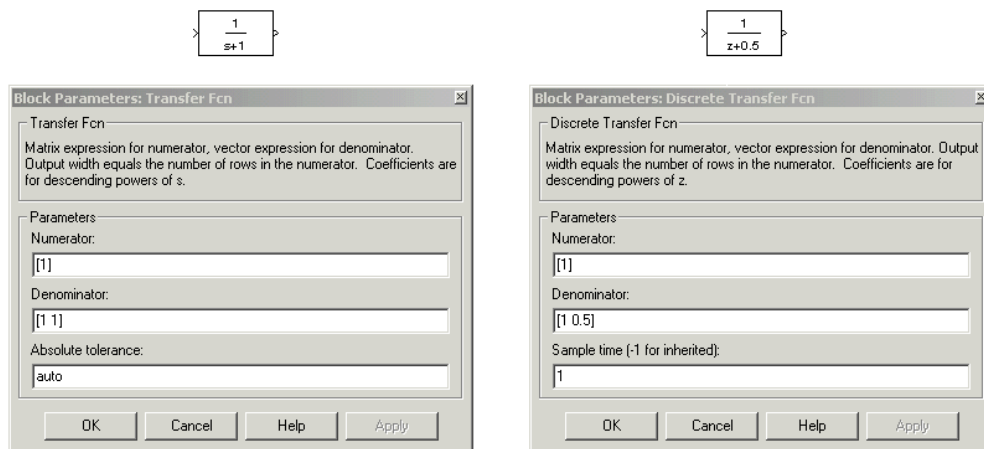 1
s+1
1
z+0.5
Block Parameters: Transfer Fcn
Transfer Fcn
Matrix expression for numerator, vector expression for denominator.
Output width equals the number of rows in the numerator.  Coefficients are
for descending powers of s.
Parameters
Numerator:
[1]
Denominator:
[1 1]
Absolute tolerance:
auto
OK
Cancel
Help
Apply
Block Parameters: Discrete Transfer Fcn
Discrete Transfer Fcn
Matrix expression for numerator, vector expression for denominator. Output
width equals the number of rows in the numerator.  Coefficients are for
descending powers of z.
Parameters
Numerator:
[1]
Denominator:
[1 0.5]
Sample time (-1 for inherited):
1
OK
Cancel
Help
Apply